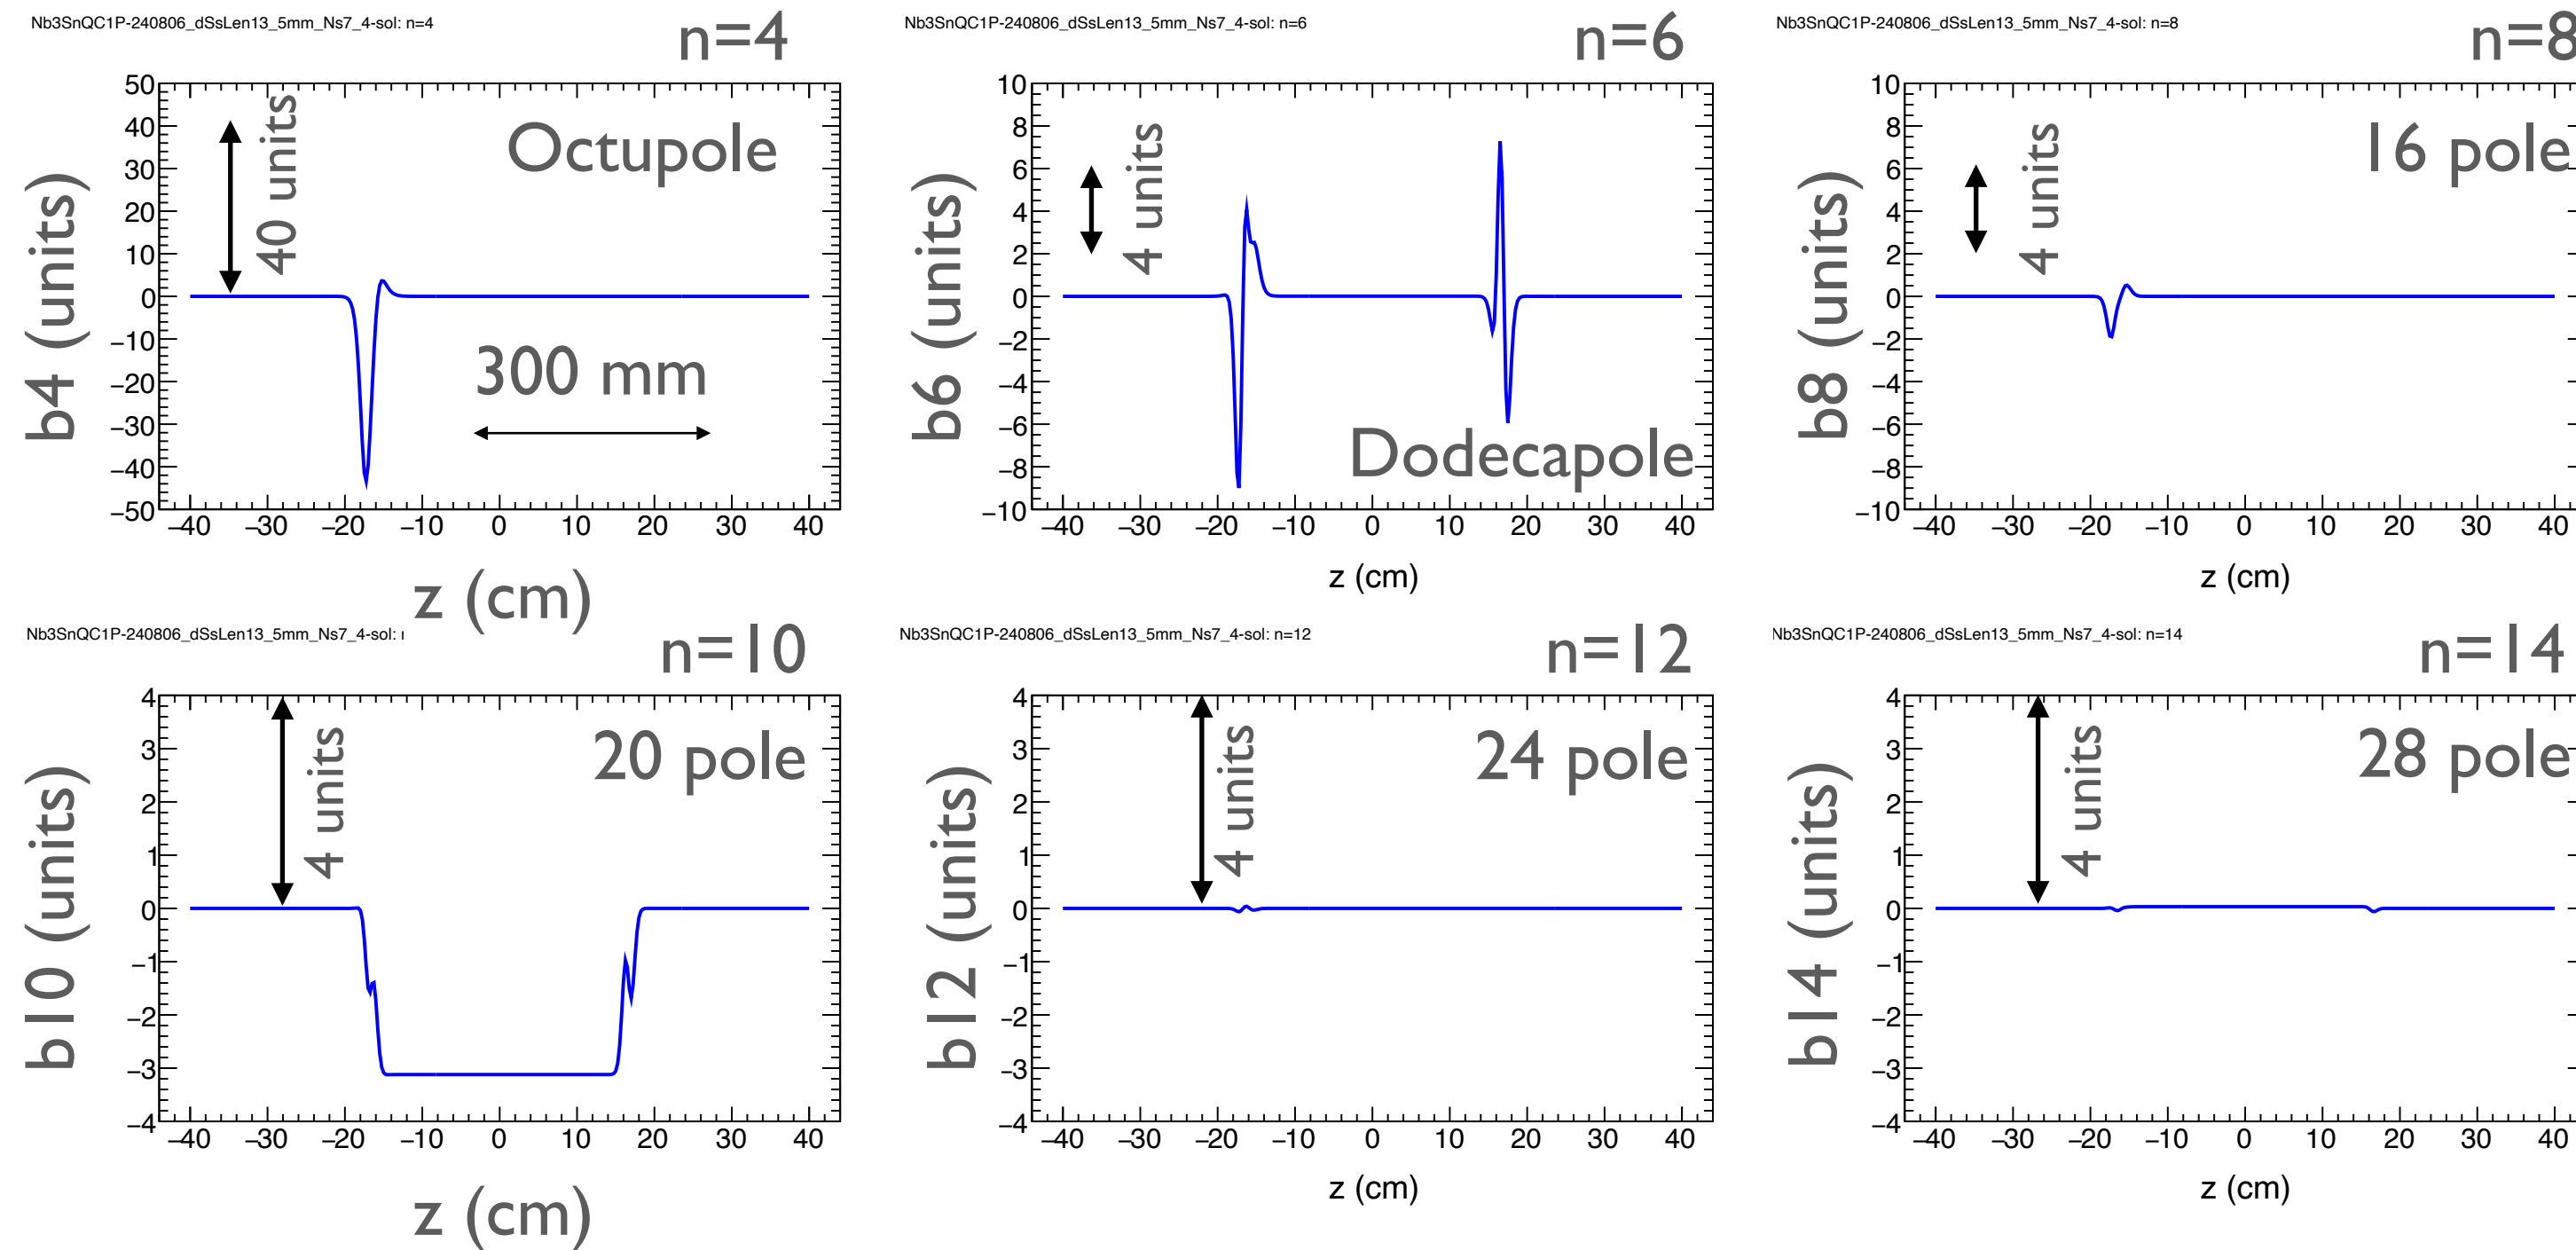 Nb3SnQC1P-240806_dSsLen13_5mm_Ns7_4-sol: n=4
n=4
50
40
30
20
10
0
−10
−20
−30
−40
−50
b4 (units)
40 units
Octupole
300 mm
−40 −30 −20 −10 0 10 20 30 40
z (cm)
Nb3SnQC1P-240806_dSsLen13_5mm_Ns7_4-sol: n=6
n=6
10
8
6
4
2
0
−2
−4
−6
−8
−10
b6 (units)
4 units
Dodecapole
−40 −30 −20 −10 0 10 20 30 40
z (cm)
Nb3SnQC1P-240806_dSsLen13_5mm_Ns7_4-sol: n=8
n=8
10
8
6
4
2
0
−2
−4
−6
−8
−10
b8 (units)
4 units
16 pole
−40 −30 −20 −10 0 10 20 30 40
z (cm)
Nb3SnQC1P-240806_dSsLen13_5mm_Ns7_4-sol:
n=10
4
3
2
1
0
−1
−2
−3
−4
b10 (units)
4 units
20 pole
−40 −30 −20 −10 0 10 20 30 40
z (cm)
Nb3SnQC1P-240806_dSsLen13_5mm_Ns7_4-sol: n=12
n=12
4
3
2
1
0
−1
−2
−3
−4
b12 (units)
4 units
24 pole
−40 −30 −20 −10 0 10 20 30 40
z (cm)
Nb3SnQC1P-240806_dSsLen13_5mm_Ns7_4-sol: n=14
n=14
4
3
2
1
0
−1
−2
−3
−4
b14 (units)
4 units
28 pole
−40 −30 −20 −10 0 10 20 30 40
z (cm)